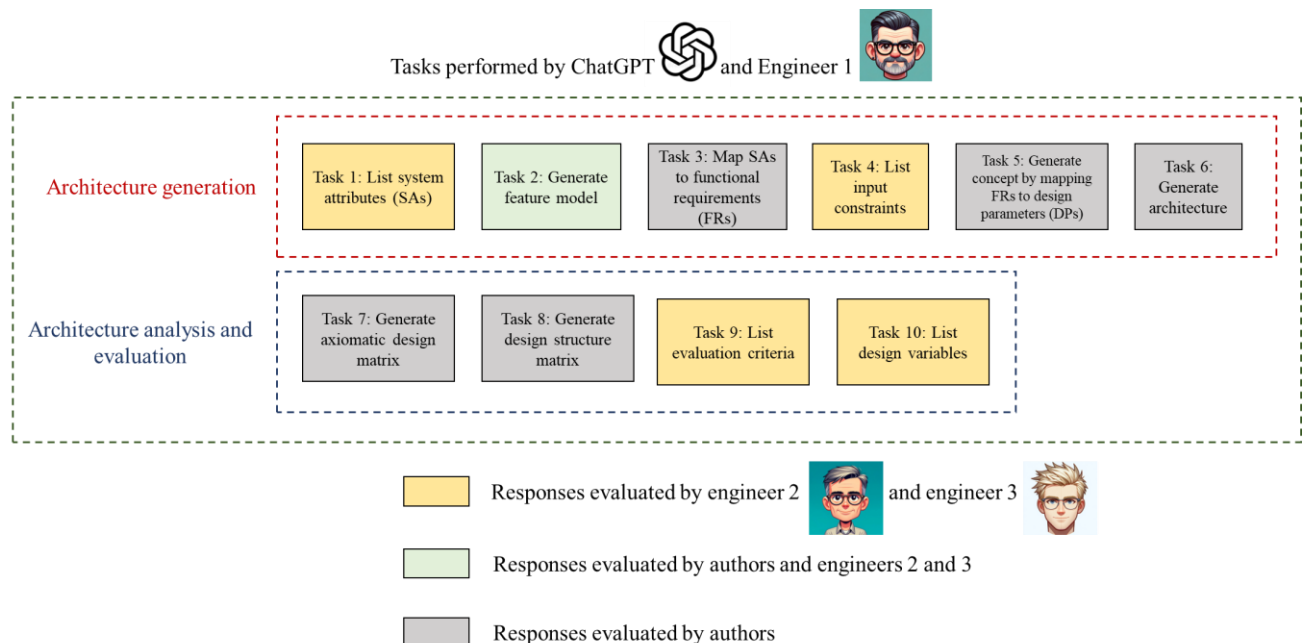 Tasks performed by ChatGPT and Engineer 1
Architecture generation
Task 1: List system
attributes (SAs)
Task 2: Generate
feature model
Task 3: Map SAs
to functional
requirements
(FRs)
Task 4: List
input
constraints
Task 5: Generate
concept by mapping
FRs to design
parameters (DPs)
Task 6:
Generate
architecture
Architecture analysis and
evaluation
Task 7: Generate
axiomatic design
matrix
Task 8: Generate
design structure
matrix
Task 9: List
evaluation criteria
Task 10: List
design variables
Responses evaluated by engineer 2 and engineer 3
Responses evaluated by authors and engineers 2 and 3
Responses evaluated by authors